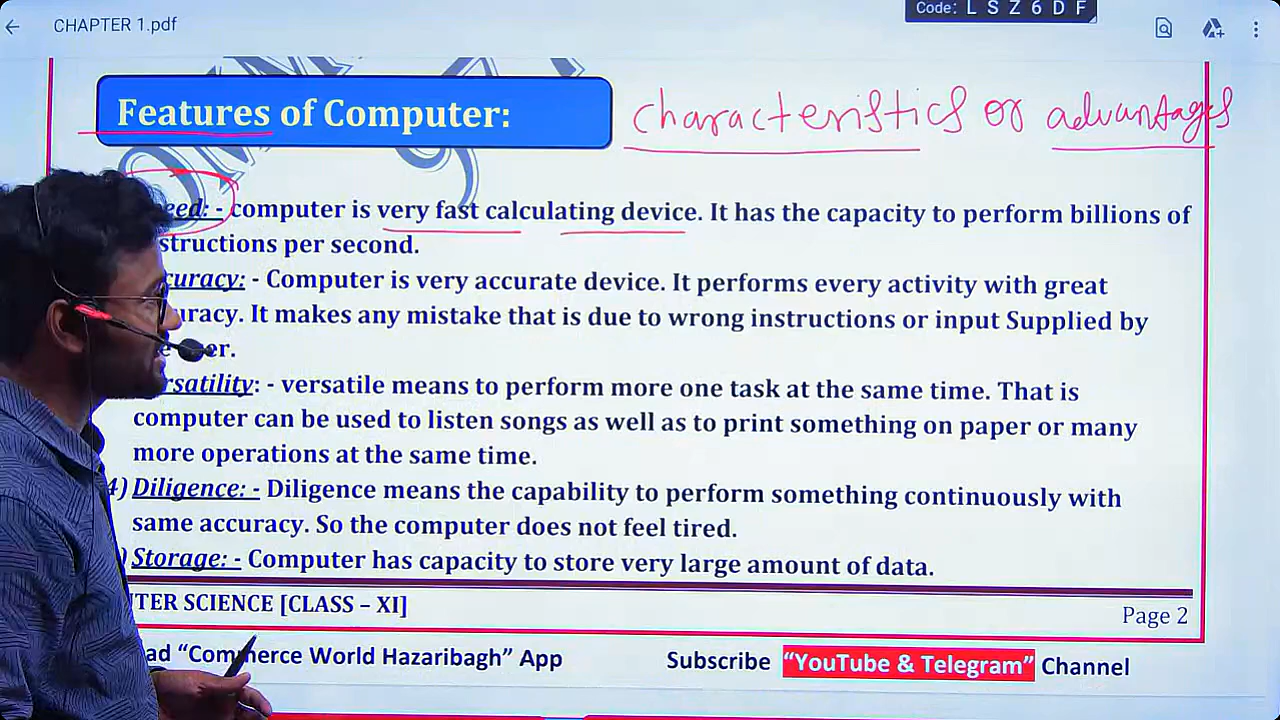 Code: L S Z 6 D F
CHAPTER 1.pdf
Features of Computer:
characteristics or advantages
computer is very fast calculating device. It has the capacity to perform billions of
per second.
- Computer is very accurate device. It performs every activity with great
It makes any mistake that is due to wrong instructions or input Supplied by
: - versatile means to perform more one task at the same time. That is
computer can be used to listen songs as well as to print something on paper or many
more operations at the same time.
4) Diligence: - Diligence means the capability to perform something continuously with
same accuracy. So the computer does not feel tired.
) Storage: - Computer has capacity to store very large amount of data.
SCIENCE [CLASS – XI]
Page 2
"Commerce World Hazaribagh" App
Subscribe "YouTube & Telegram" Channel